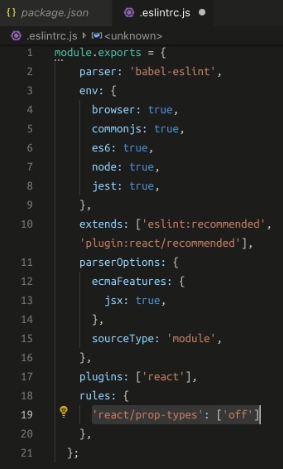 {} package.json
.eslintrc.js
.eslintrc.js > <unknown>
1 module.exports = {
2 parser: 'babel-eslint',
3 env: {
4 browser: true,
5 commonjs: true,
6 es6: true,
7 node: true,
8 jest: true,
9 },
10 extends: ['eslint:recommended',
'plugin:react/recommended'],
11 parserOptions: {
12 ecmaFeatures: {
13 jsx: true,
14 },
15 sourceType: 'module',
16 },
17 plugins: ['react'],
18 rules: {
19 'react/prop-types': ['off']
20 },
21 };